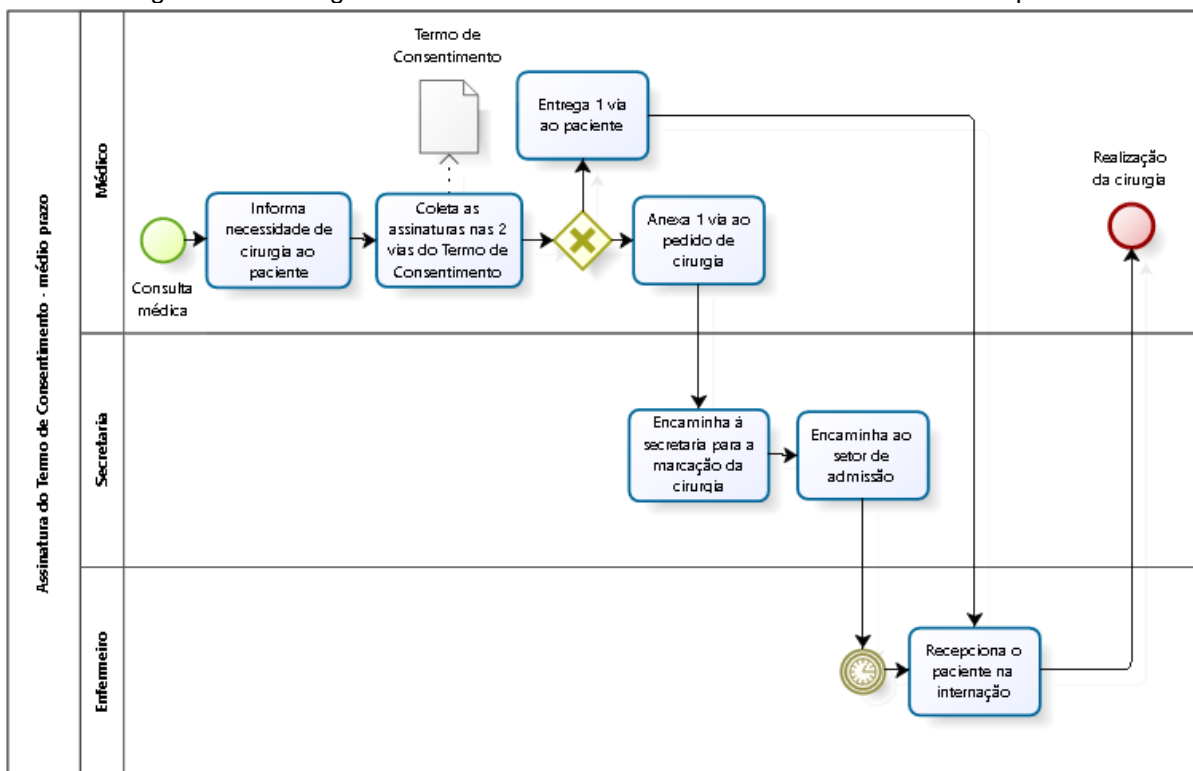 Assinatura do Termo de Consentimento - médio prazo
Médico
Termo de
Consentimento
Entrega 1 via
ao paciente
Realização
da cirurgia
Consulta
médica
Informa
necessidade de
cirurgia ao
paciente
Coleta as
assinaturas nas 2
vias do Termo de
Consentimento
Anexa 1 via ao
pedido de
cirurgia
Secretaria
Encaminha à
secretaria para a
marcação da
cirurgia
Encaminha ao
setor de
admissão
Enfermeiro
Recepciona o
paciente na
internação